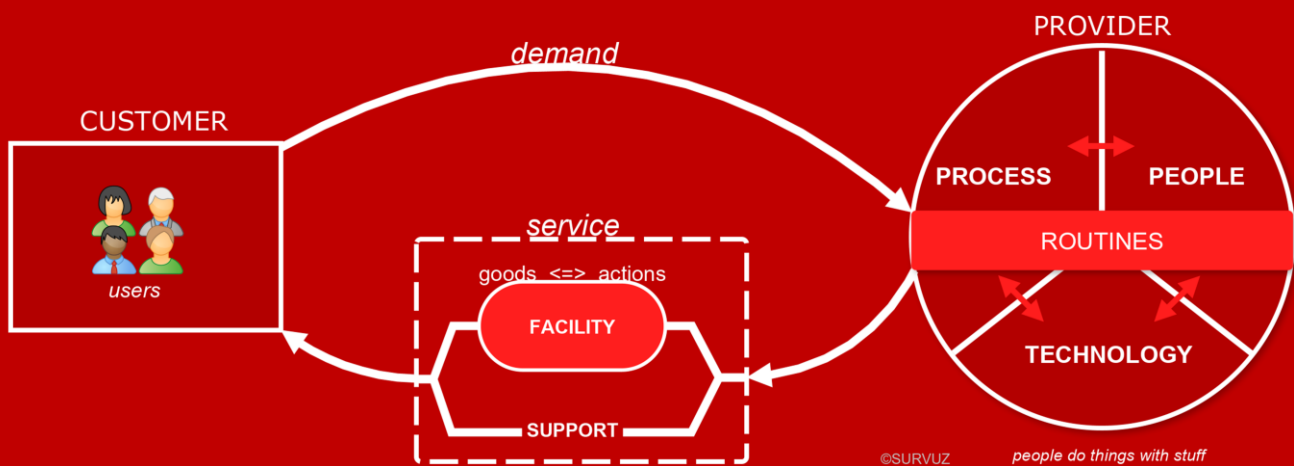 PROVIDER
demand
CUSTOMER
PROCESS
PEOPLE
service
ROUTINES
goods <=> actions
users
FACILITY
TECHNOLOGY
SUPPORT
©SURVUZ
people do things with stuff